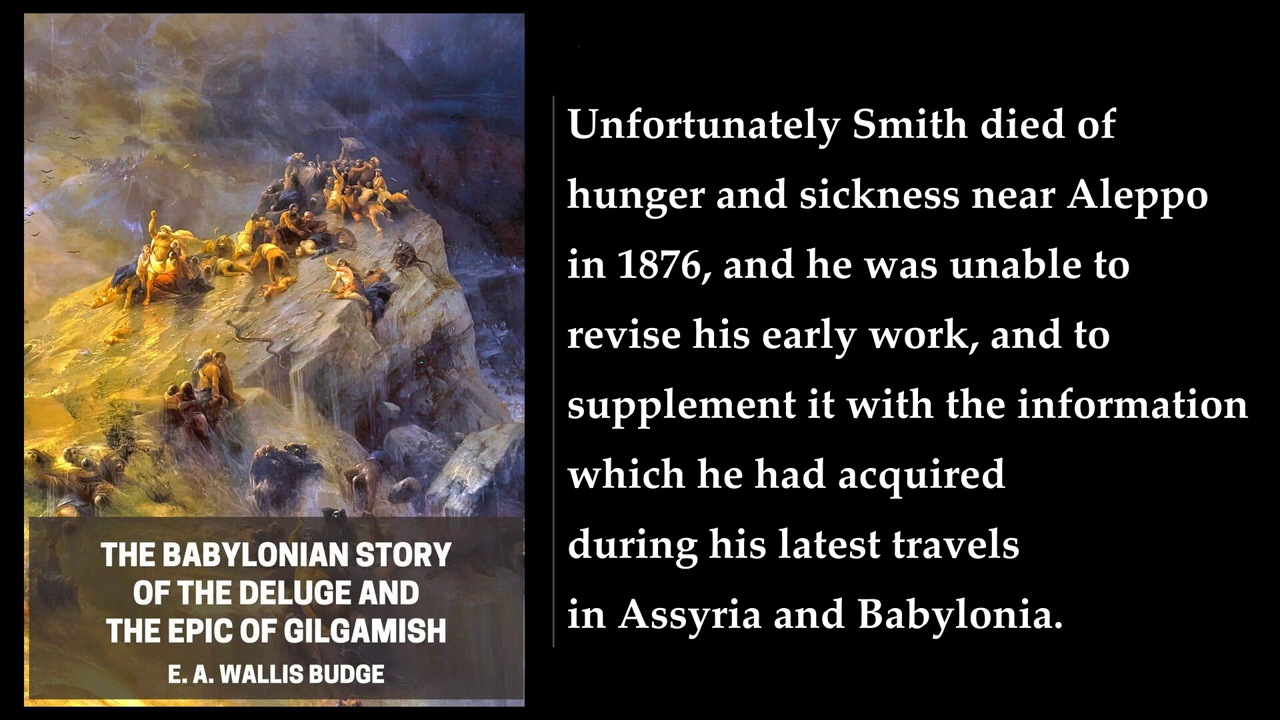 THE BABYLONIAN STORY
OF THE DELUGE AND
THE EPIC OF GILGAMISH
E. A. WALLIS BUDGE
Unfortunately Smith died of
hunger and sickness near Aleppo
in 1876, and he was unable to
revise his early work, and to
supplement it with the information
which he had acquired
during his latest travels
in Assyria and Babylonia.